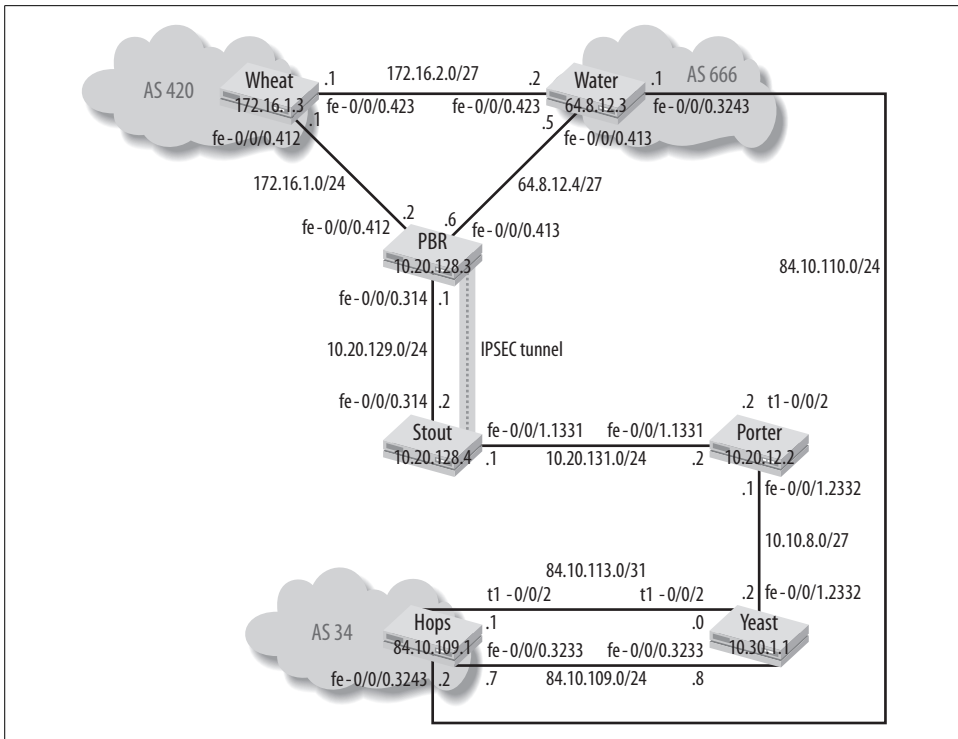 AS 420
Wheat
172.16.1.3
.1
172.16.2.0/27
.2
Water
64.8.12.3
.1
AS 666
fe-0/0/0.423
fe-0/0/0.423
fe-0/0/0.3243
.1
fe-0/0/0.412
.5
fe-0/0/0.413
172.16.1.0/24
64.8.12.4/27
.2
fe-0/0/0.412
.6
fe-0/0/0.413
PBR
10.20.128.3
84.10.110.0/24
fe-0/0/0.314
.1
10.20.129.0/24
IPSEC tunnel
fe-0/0/0.314
.2
Stout
10.20.128.4
fe-0/0/1.1331
fe-0/0/1.1331
.1
10.20.131.0/24
.2
.2
t1-0/0/2
Porter
10.20.12.2
.1
fe-0/0/1.2332
10.10.8.0/27
.2
fe-0/0/1.2332
84.10.113.0/31
t1-0/0/2
t1-0/0/2
.1
.0
AS 34
Hops
84.10.109.1
Yeast
10.30.1.1
fe-0/0/0.3233
fe-0/0/0.3233
fe-0/0/0.3243
.2
.7
84.10.109.0/24
.8